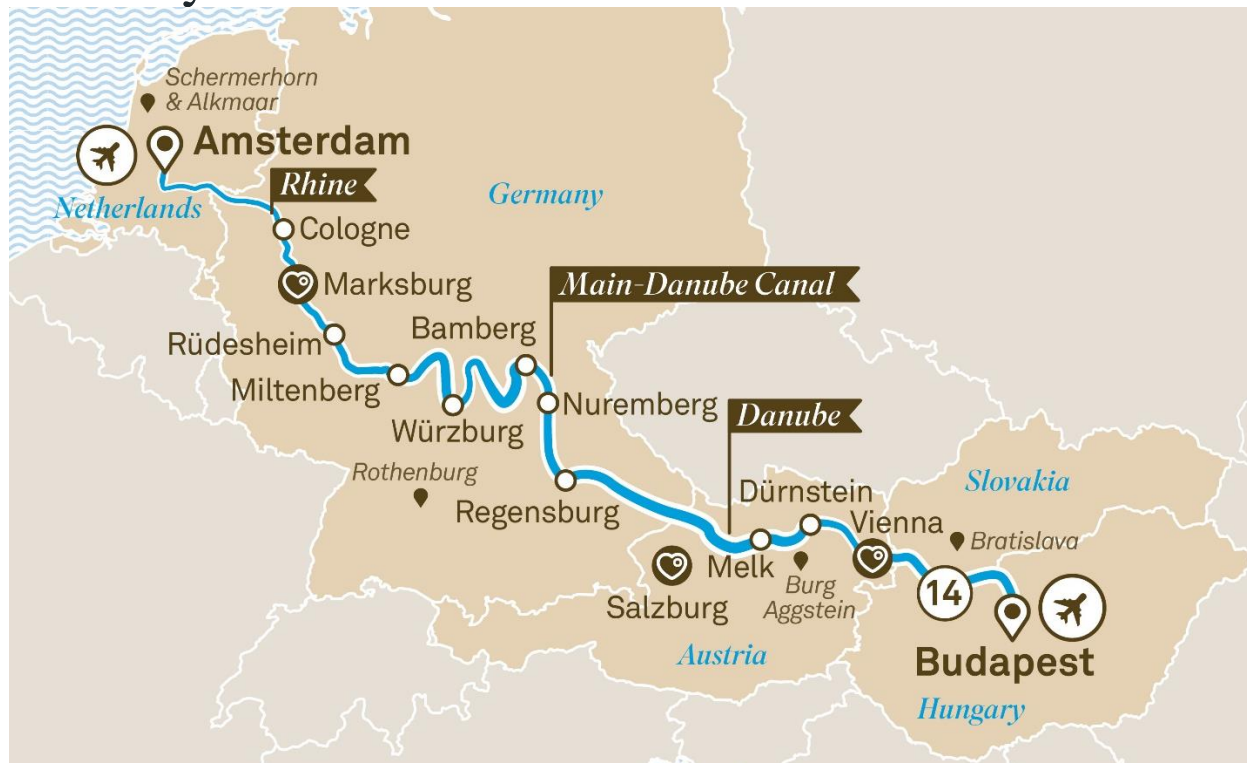 Schermerhorn
& Alkmaar
Amsterdam
Rhine
Netherlands
Germany
Cologne
Marksburg
Main-Danube Canal
Bamberg
Rüdesheim
Miltenberg
Nuremberg
Würzburg
Danube
Rothenburg
Regensburg
Dürnstein
Slovakia
Vienna
Bratislava
Melk
Burg
Aggstein
14
Salzburg
Austria
Budapest
Hungary